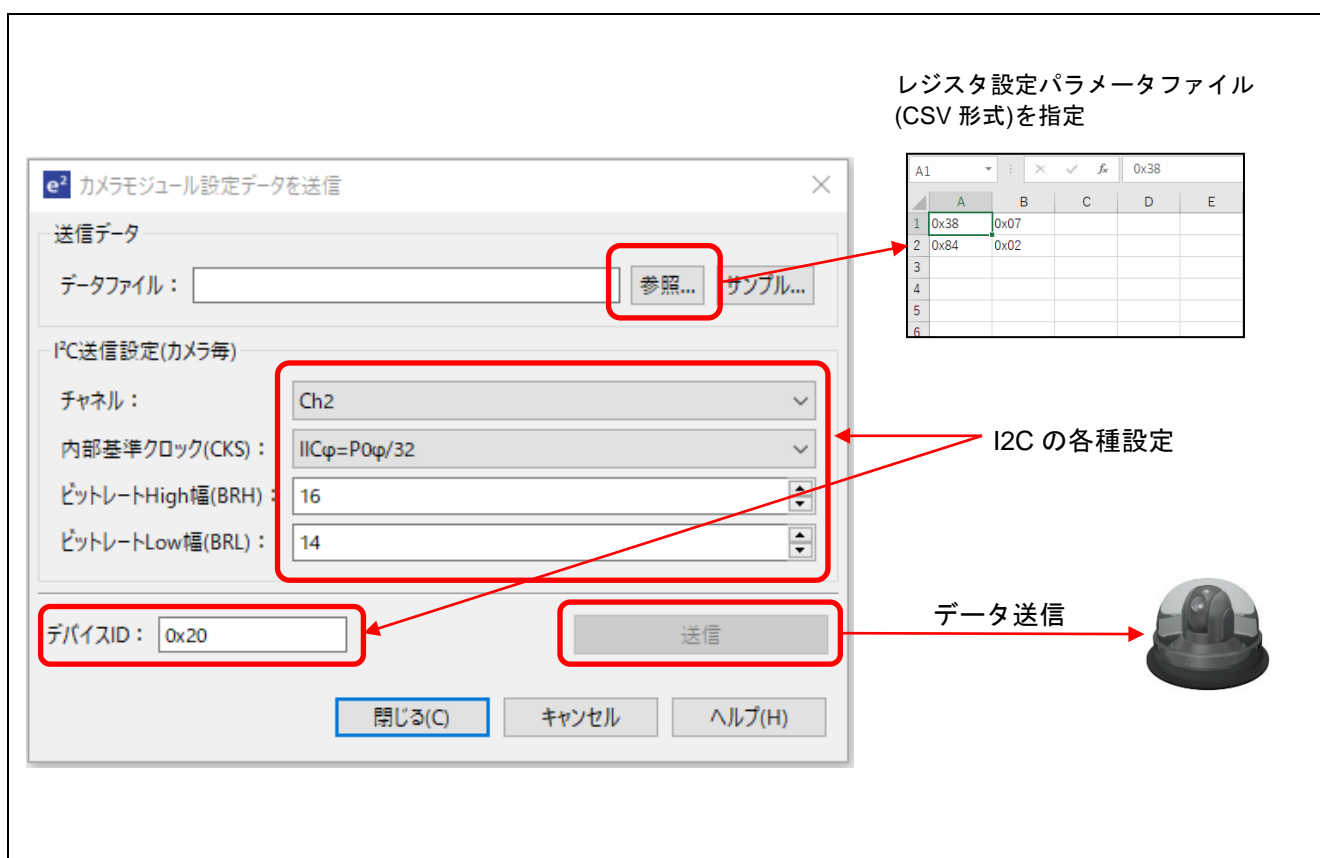 レジスタ設定パラメータファイル
(CSV 形式)を指定
A1 fx 0x38
A B C D E
1 0x38 0x07
2 0x84 0x02
3
4
5
6
e² カメラモジュール設定データを送信
送信データ
データファイル： 参照... サンプル...
I²C送信設定(カメラ毎)
チャネル： Ch2
内部基準クロック(CKS)： IICφ=P0φ/32
ビットレートHigh幅(BRH)： 16
ビットレートLow幅(BRL)： 14
I2C の各種設定
デバイスID： 0x20 送信
データ送信
閉じる(C) キャンセル ヘルプ(H)